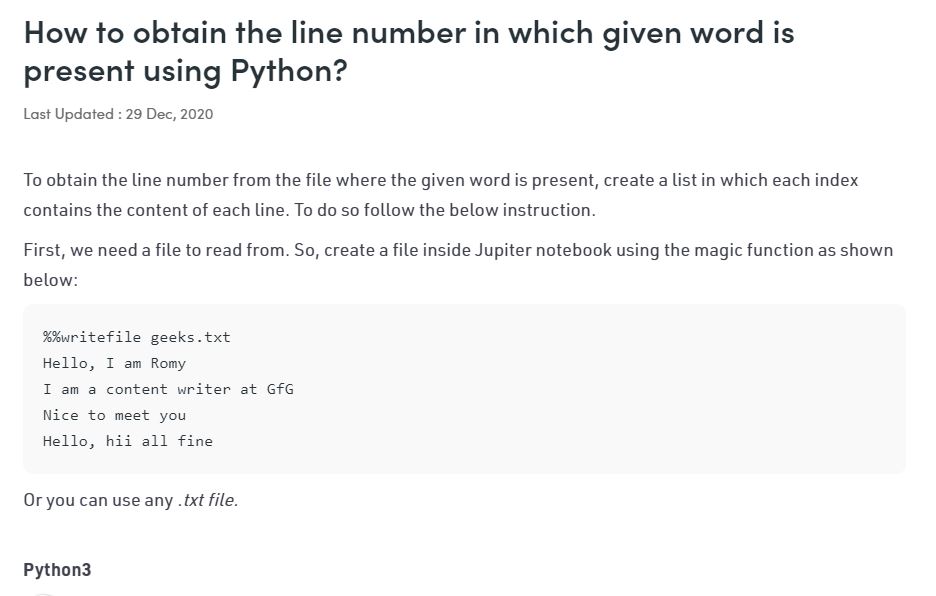 How to obtain the line number in which given word is
present using Python?
Last Updated : 29 Dec, 2020
To obtain the line number from the file where the given word is present, create a list in which each index
contains the content of each line. To do so follow the below instruction.
First, we need a file to read from. So, create a file inside Jupiter notebook using the magic function as shown
below:
%%writefile geeks.txt
Hello, I am Romy
I am a content writer at GfG
Nice to meet you
Hello, hii all fine
Or you can use any .txt file.
Python3